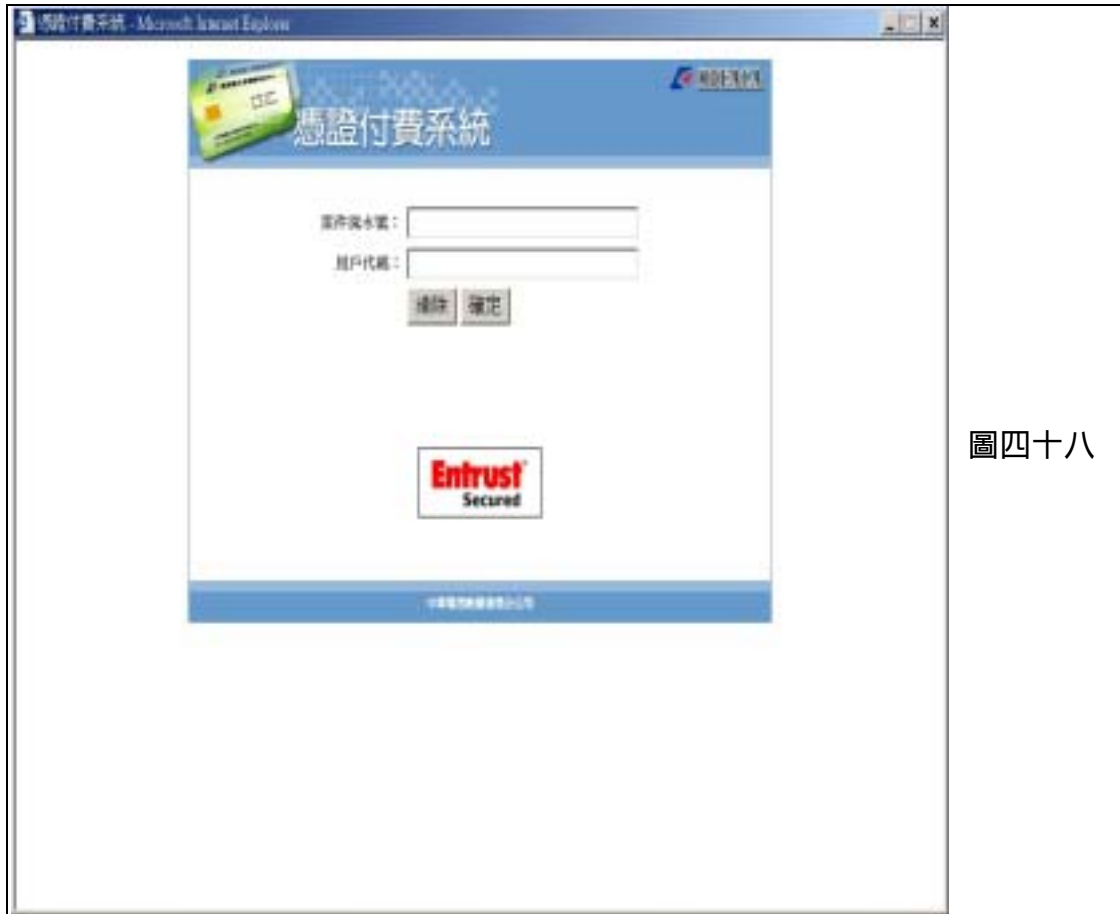 憑證付費系統 - Microsoft Internet Explorer
憑證付費系統
案件流水號：
用戶代碼：
清除 確定
圖四十八
Entrust
Secured